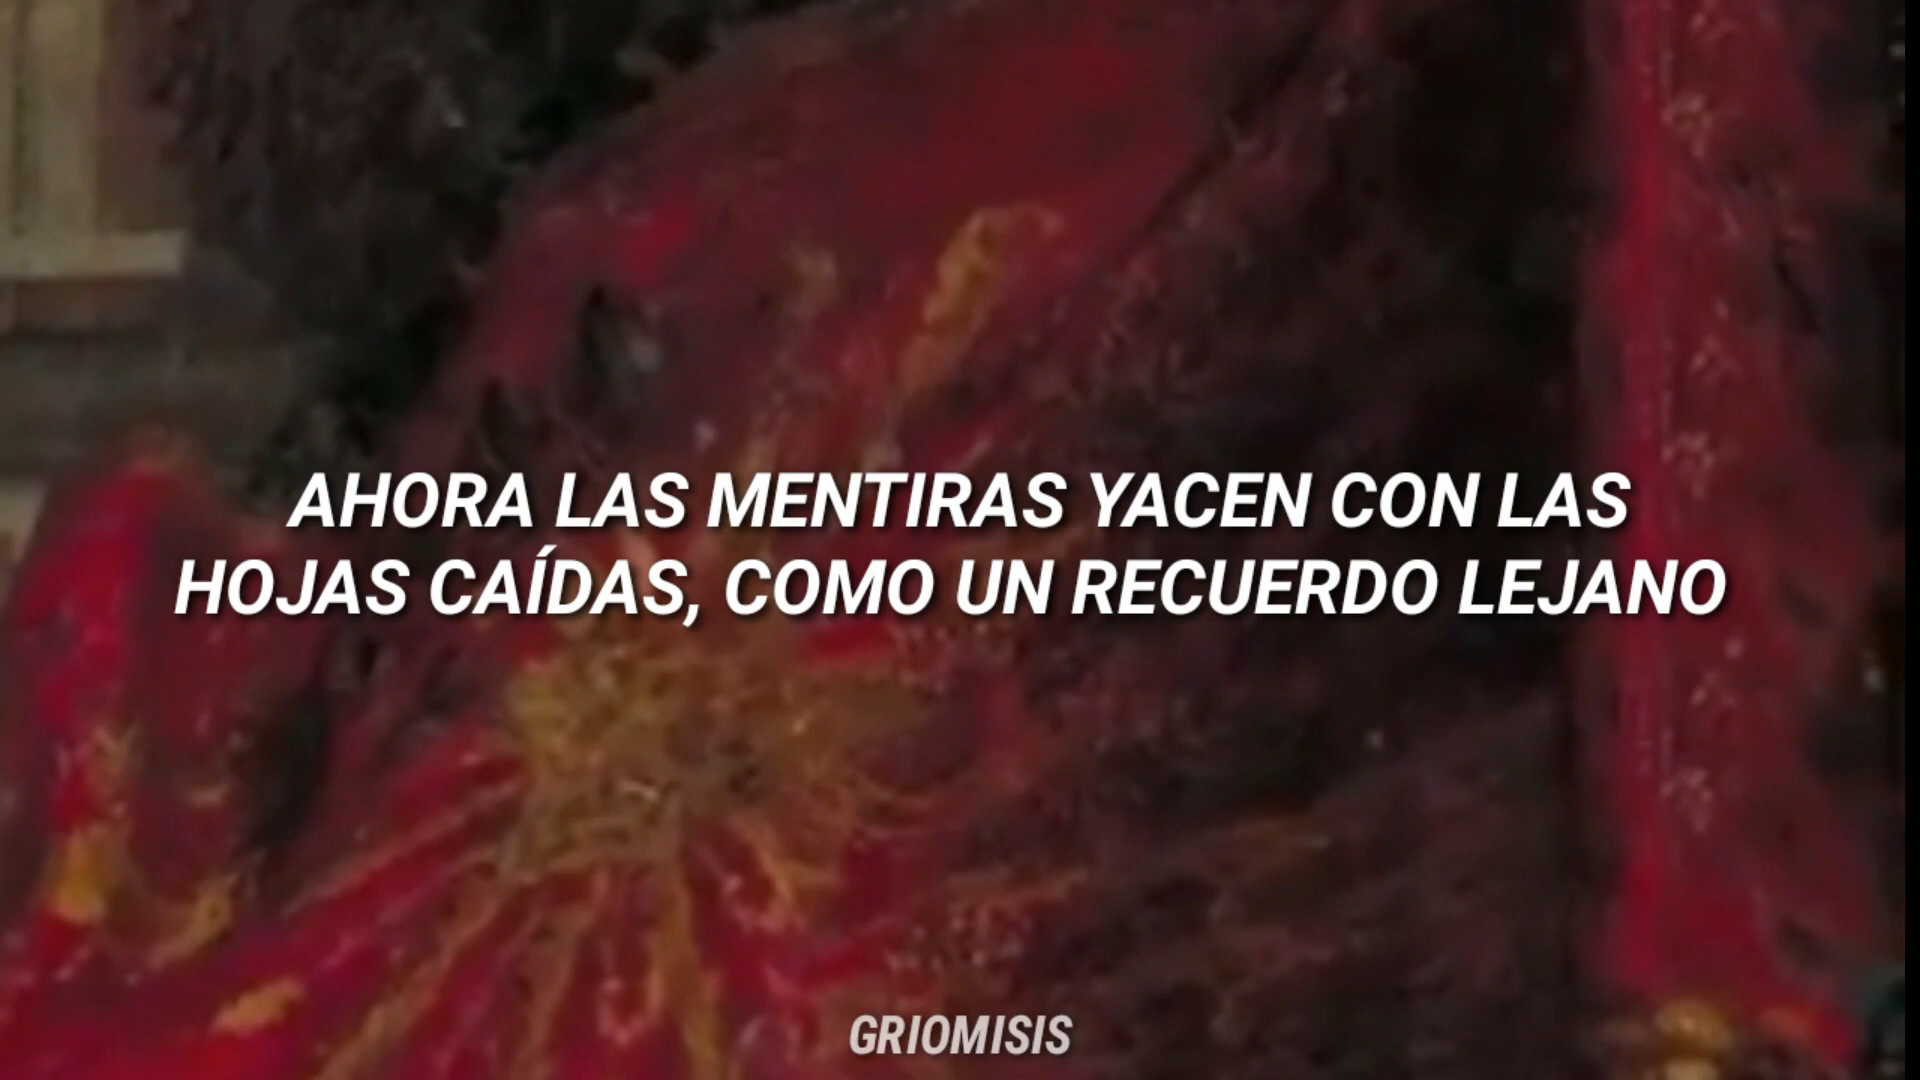 AHORA LAS MENTIRAS YACEN CON LAS
HOJAS CAÍDAS, COMO UN RECUERDO LEJANO
GRIOMISIS